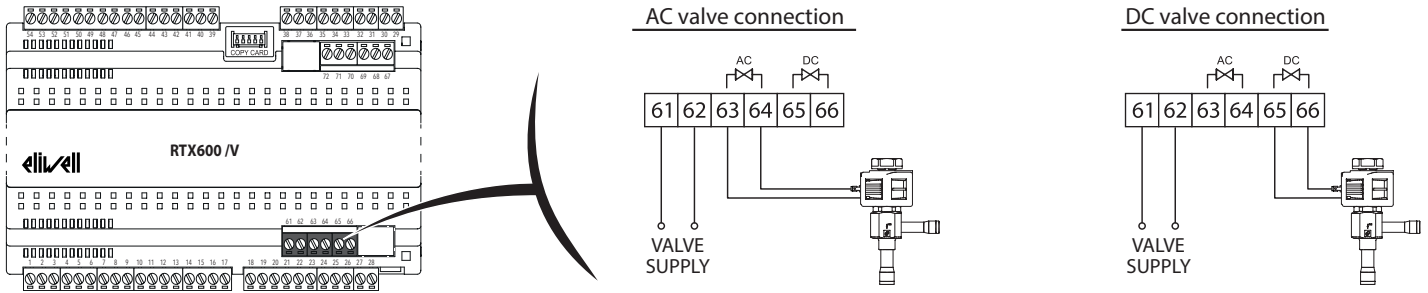 54 53 52 51 50 49 48 47 46 45 44 43 42 41 40 39
COPY CARD
38 37 36 35 34 33 32 31 30 29
72 71 70 69 68 67
eliwell
RTX600 /V
61 62 63 64 65 66
1 2 3 4 5 6 7 8 9 10 11 12 13 14 15 16 17
18 19 20 21 22 23 24 25 26 27 28
AC valve connection
AC DC
61 62 63 64 65 66
VALVE
SUPPLY
DC valve connection
AC DC
61 62 63 64 65 66
VALVE
SUPPLY